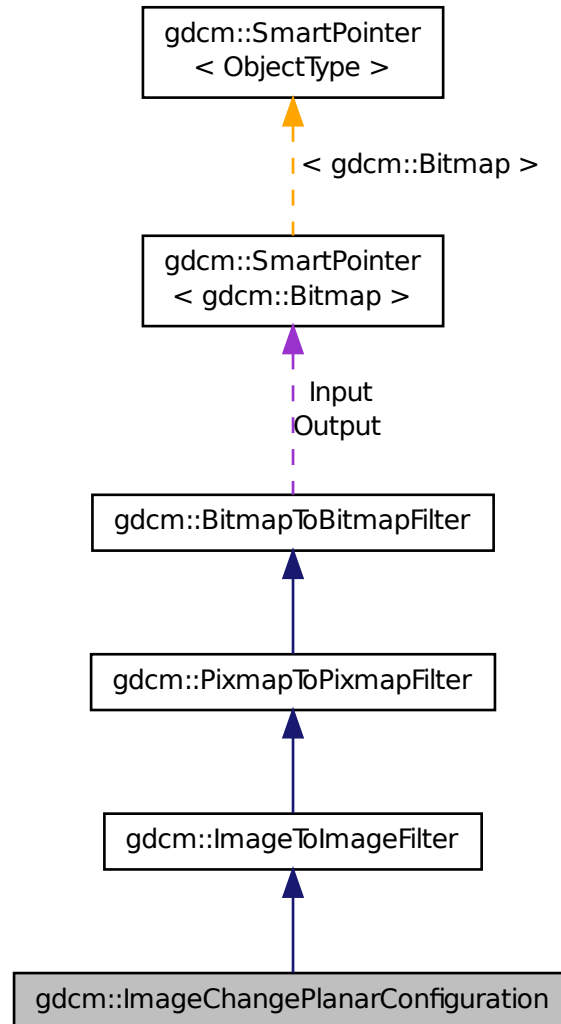 gdcm::SmartPointer
< ObjectType >
< gdcm::Bitmap >
gdcm::SmartPointer
< gdcm::Bitmap >
Input
Output
gdcm::BitmapToBitmapFilter
gdcm::PixmapToPixmapFilter
gdcm::ImageToImageFilter
gdcm::ImageChangePlanarConfiguration